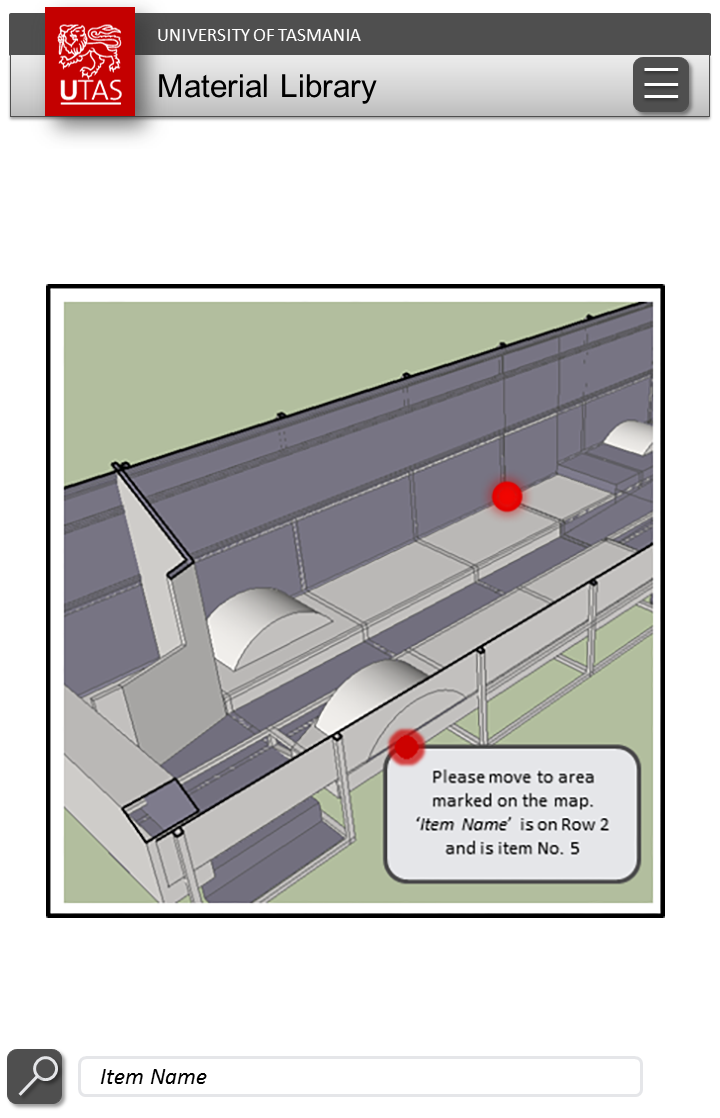 UNIVERSITY OF TASMANIA
UTAS
Material Library
Please move to area
marked on the map.
‘Item Name’ is on Row 2
and is item No. 5
Item Name